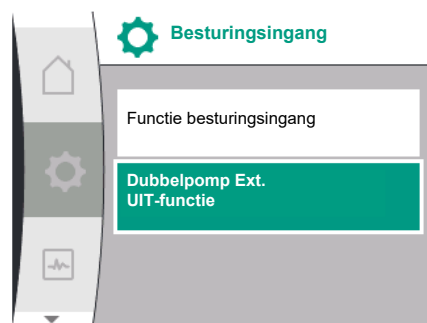 Besturingsingang
Functie besturingsingang
Dubbelpomp Ext.
UIT-functie